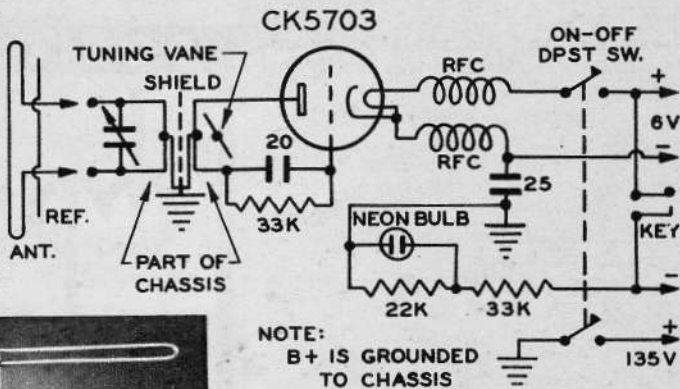 CK5703
TUNING VANE
SHIELD
RFC
ON-OFF
DPST SW.
+
6V
-
20
RFC
25
REF.
ANT.
33K
PART OF
CHASSIS
NEON BULB
KEY
22K
33K
-
NOTE:
B+ IS GROUNDED
TO CHASSIS
+
135V